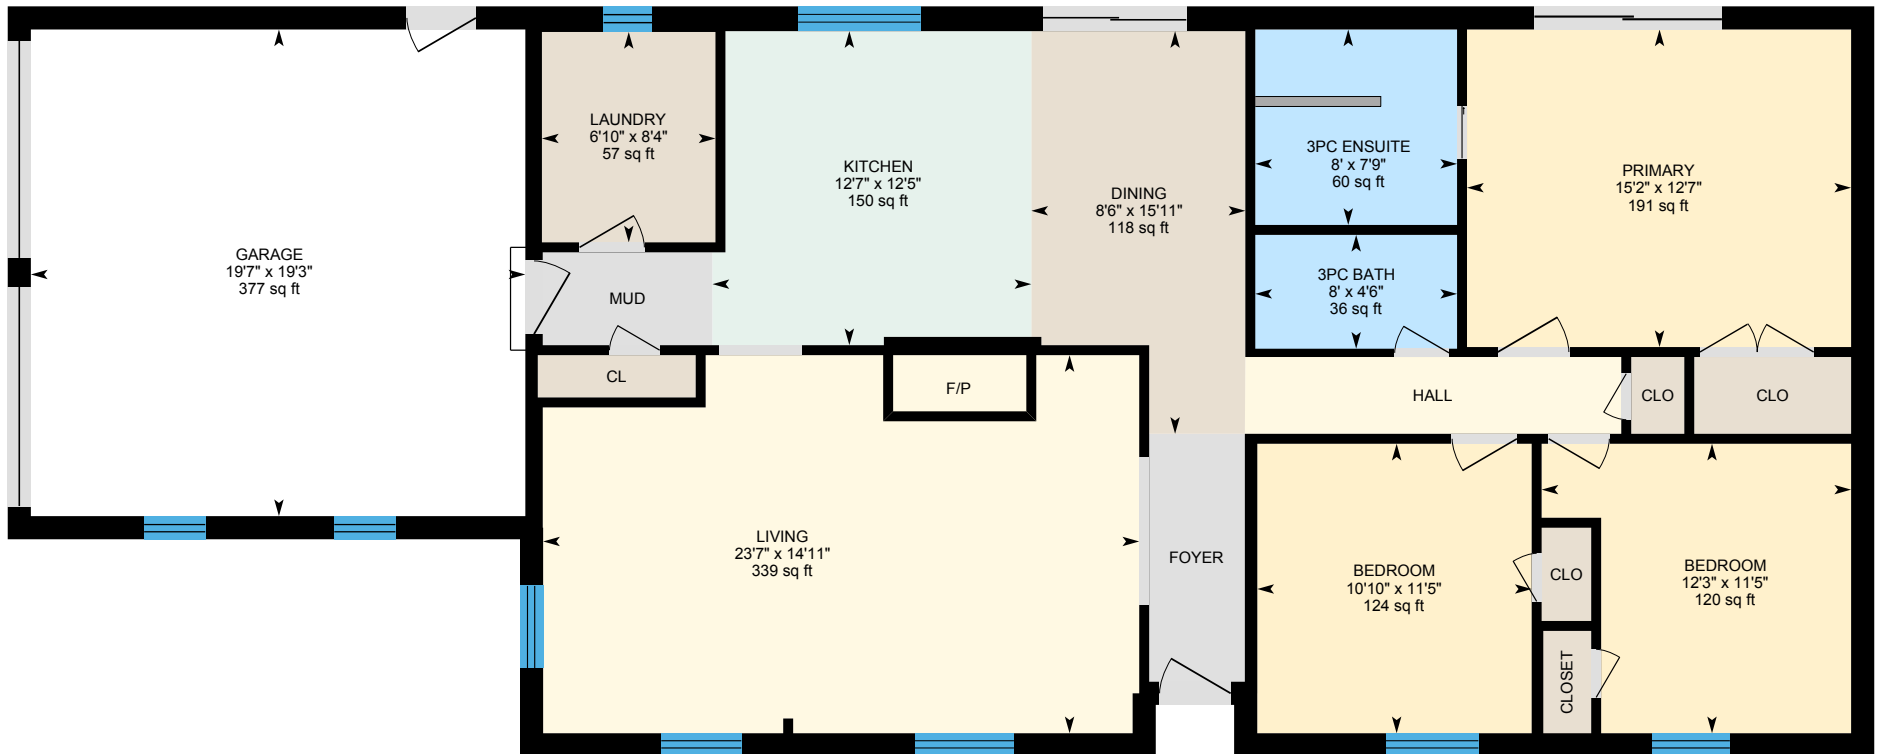 LAUNDRY
6'10" x 8'4"
57 sq ft
KITCHEN
12'7" x 12'5"
150 sq ft
DINING
8'6" x 15'11"
118 sq ft
3PC ENSUITE
8' x 7'9"
60 sq ft
PRIMARY
15'2" x 12'7"
191 sq ft
GARAGE
19'7" x 19'3"
377 sq ft
MUD
3PC BATH
8' x 4'6"
36 sq ft
CL
F/P
HALL
CLO
CLO
LIVING
23'7" x 14'11"
339 sq ft
FOYER
BEDROOM
10'10" x 11'5"
124 sq ft
CLO
BEDROOM
12'3" x 11'5"
120 sq ft
CLOSET